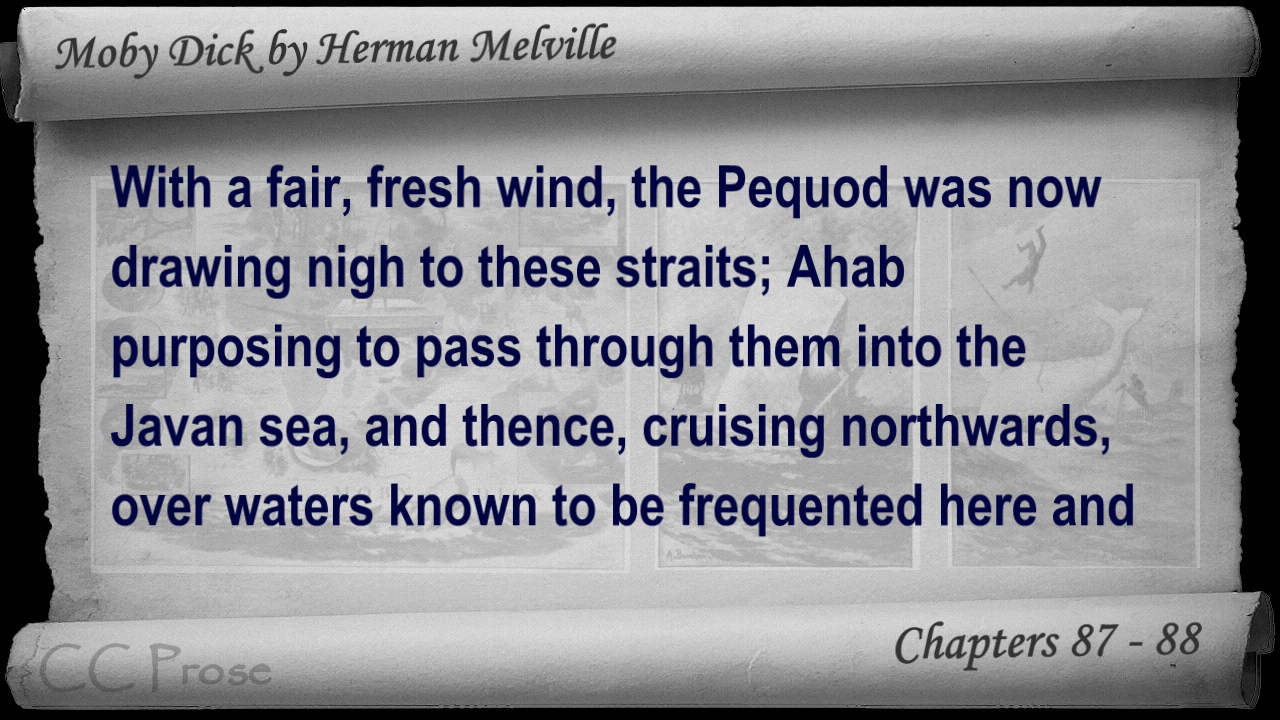 Moby Dick by Herman Melville
With a fair, fresh wind, the Pequod was now
drawing nigh to these straits; Ahab
purposing to pass through them into the
Javan sea, and thence, cruising northwards,
over waters known to be frequented here and
Chapters 87 - 88
CC Prose